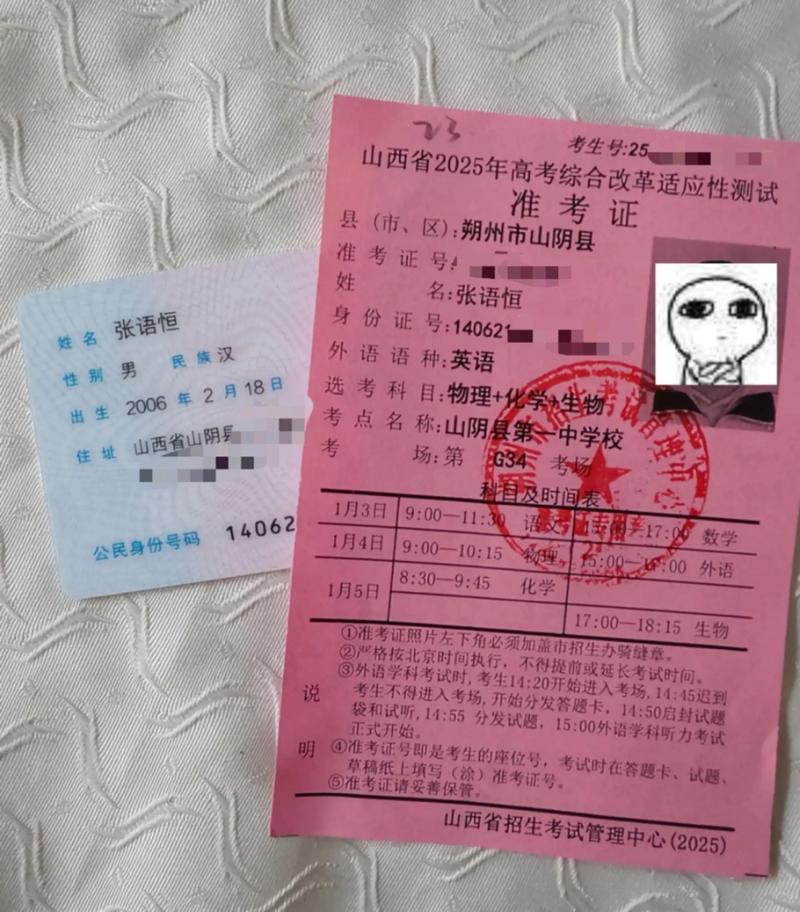 姓名 张语恒
性别 男 民族 汉
出生 2006 年 2 月 18 日
住址 山西省山阴县
公民身份号码 14062
23
考生号:25
山西省2025年高考综合改革适应性测试
准考证
县（市、区）:朔州市山阴县
准考证号:
姓名:张语恒
身份证号:140621
外语语种:英语
选考科目:物理+化学+生物
考点名称:山阴县第一中学校
考场:第 G34 考场
科目及时间表
1月3日 9:00—11:30 语文 17:00 数学
1月4日 9:00—10:15 物理 15:00—17:00 外语
1月5日 8:30—9:45 化学
17:00—18:15 生物
说明
①准考证照片左下角必须加盖市招生办骑缝章。
②严格按北京时间执行，不得提前或延长考试时间。
③外语学科考试时,考生14:20开始进入考场,14:45迟到
考生不得进入考场,开始分发答题卡，14:50启封试题
袋和试听,14:55 分发试题，15:00外语学科听力考试
正式开始。
④准考证号即是考生的座位号，考试时在答题卡、试题、
草稿纸上填写（涂）准考证号。
⑤准考证请妥善保管。
山西省招生考试管理中心(2025)